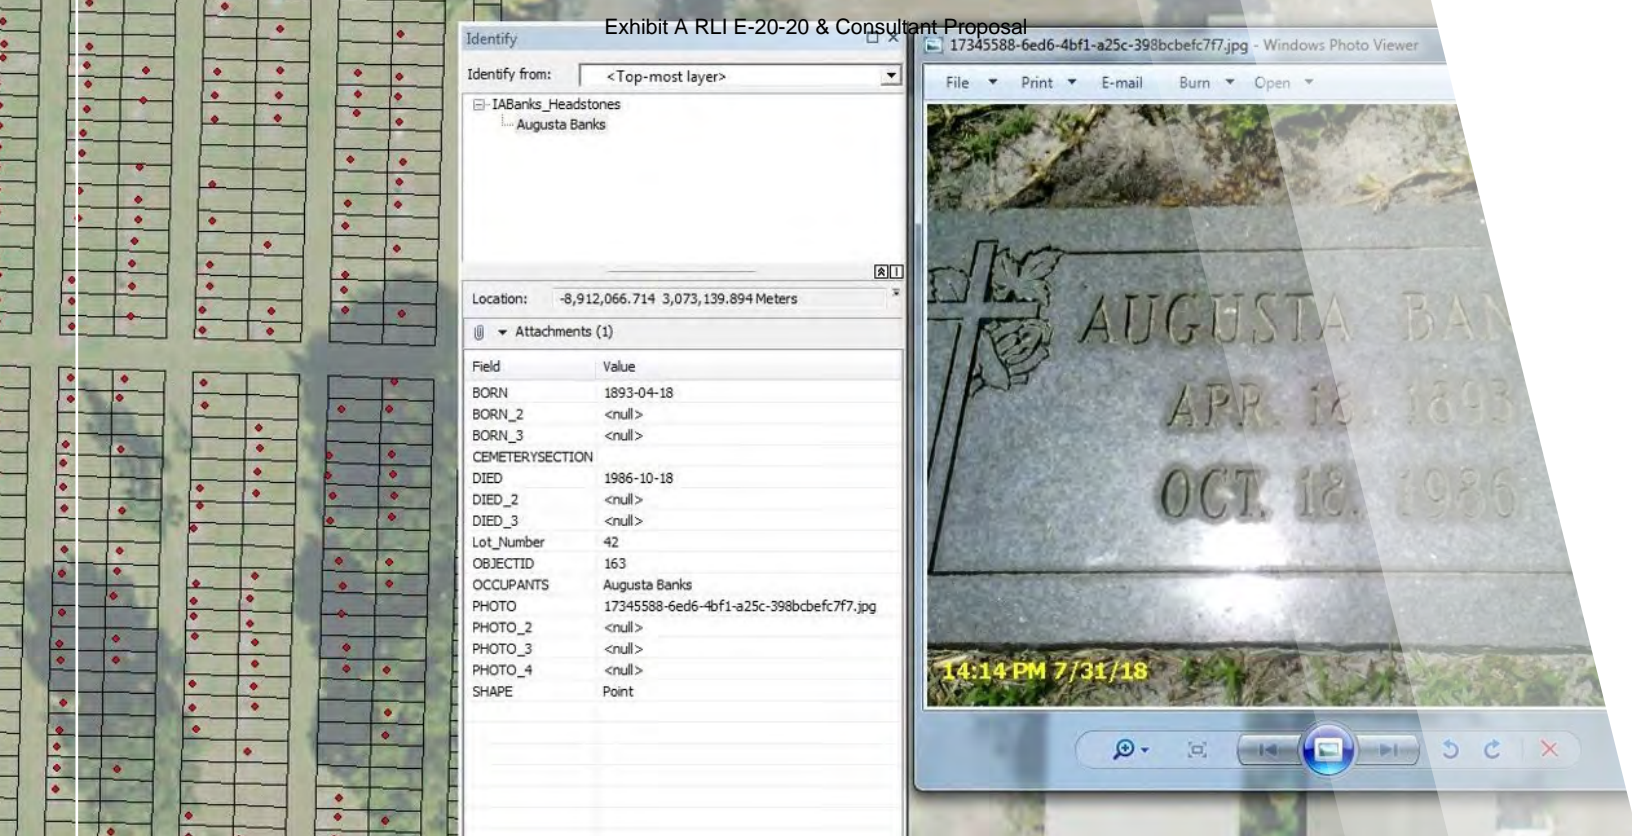 Exhibit A RLI E-20-20 & Consultant Proposal
Identify
Identify from: <Top-most layer>
IABanks_Headstones
Augusta Banks
Location: -8,912,066.714 3,073,139.894 Meters
Attachments (1)
Field Value
BORN 1893-04-18
BORN_2 <null>
BORN_3 <null>
CEMETERYSECTION
DIED 1986-10-18
DIED_2 <null>
DIED_3 <null>
Lot_Number 42
OBJECTID 163
OCCUPANTS Augusta Banks
PHOTO 17345588-6ed6-4bf1-a25c-398bcbefc7f7.jpg
PHOTO_2 <null>
PHOTO_3 <null>
PHOTO_4 <null>
SHAPE Point
17345588-6ed6-4bf1-a25c-398bcbefc7f7.jpg - Windows Photo Viewer
File Print E-mail Burn Open
AUGUSTA BAN
APR. 18. 1893
OCT. 18. 1986
14:14 PM 7/31/18